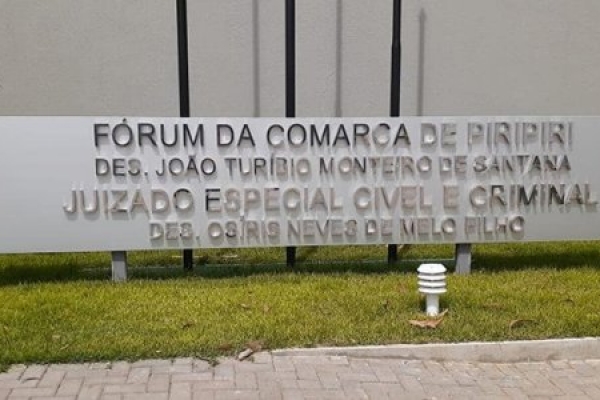 FÓRUM DA COMARCA DE PIRIPIRI
DES. JOÃO TURÍBIO MONTEIRO DE SANTANA
JUIZADO ESPECIAL CIVEL E CRIMINAL
DES. OSÍRIS NEVES DE MELO FILHO